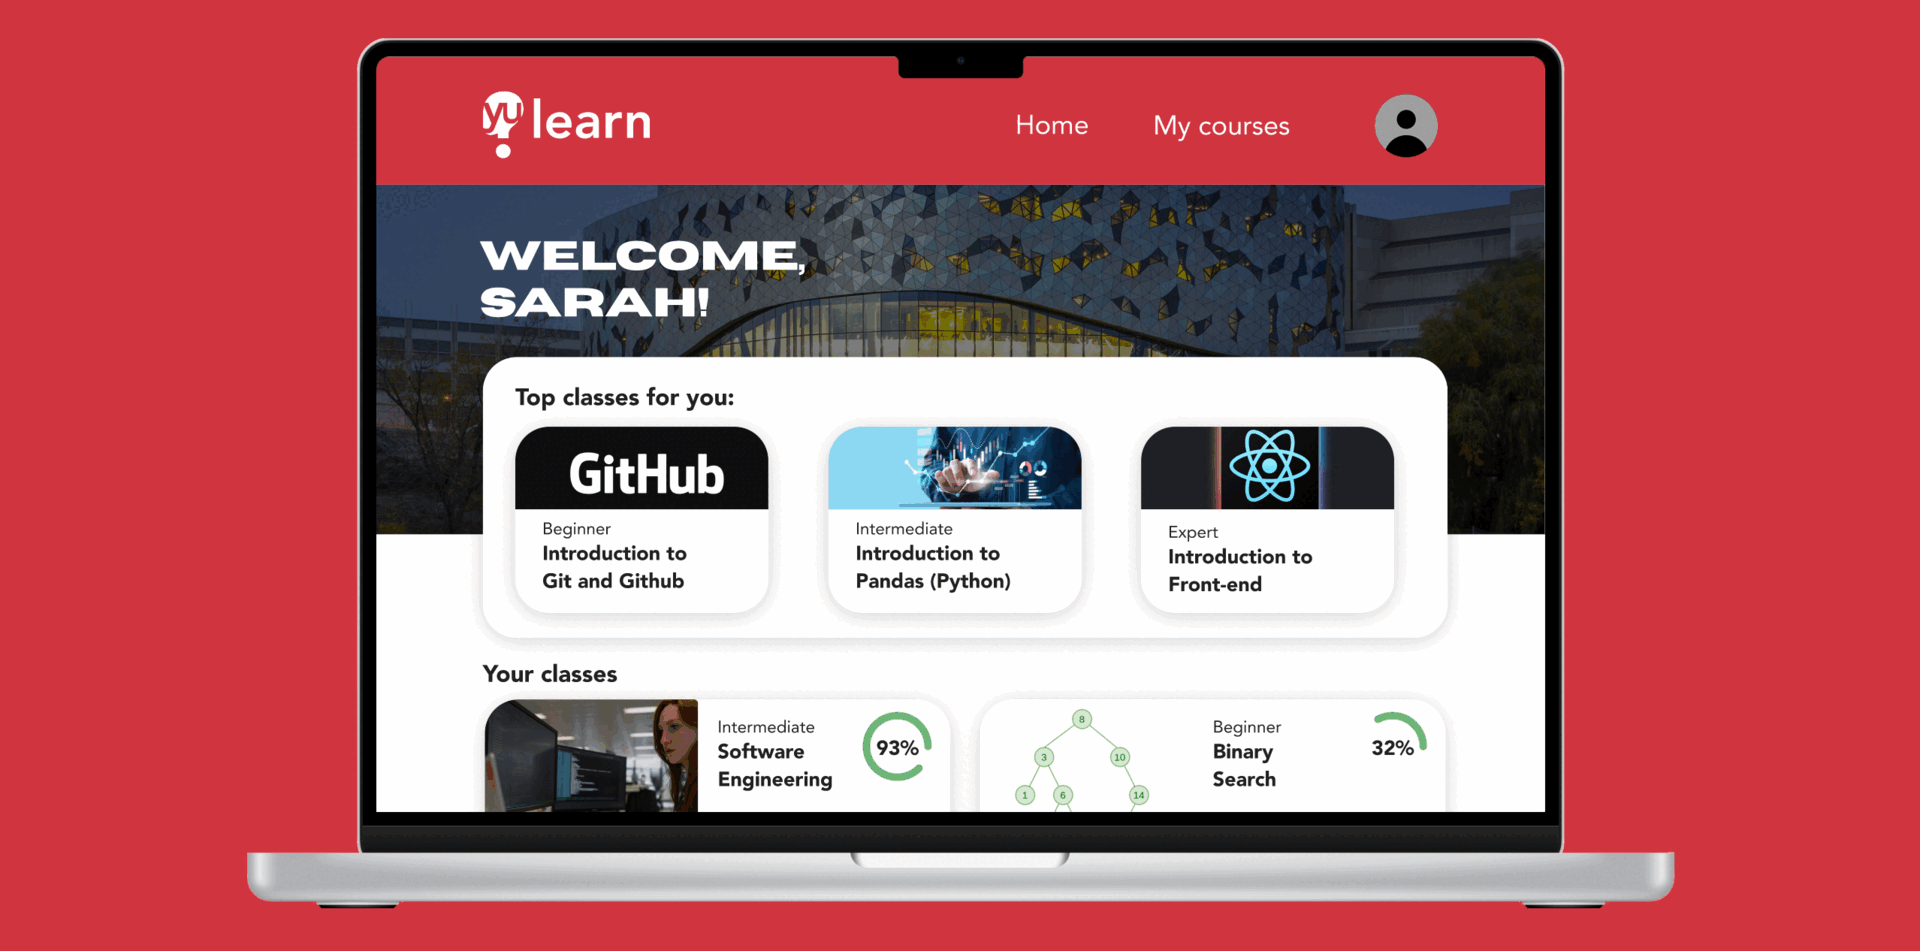 yu learn
Home
My courses
WELCOME,
SARAH!
Top classes for you:
GitHub
Beginner
Introduction to
Git and Github
Intermediate
Introduction to
Pandas (Python)
Expert
Introduction to
Front-end
Your classes
Intermediate
Software
Engineering
93%
8
3
10
1
6
14
Beginner
Binary
Search
32%